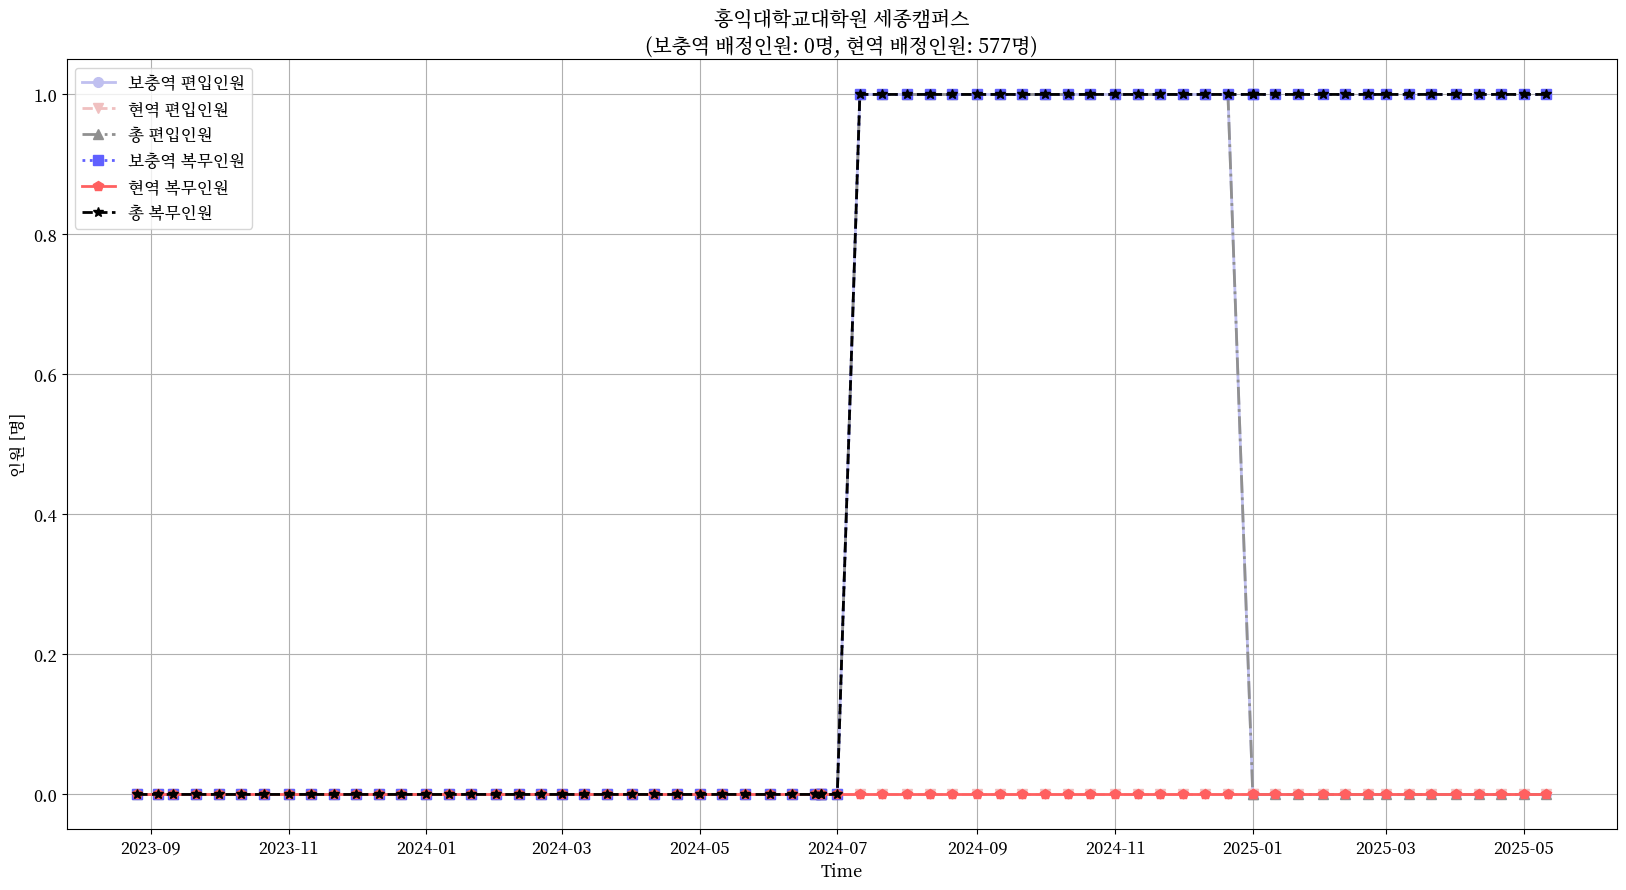 홍익대학교대학원 세종캠퍼스
(보충역 배정인원: 0명, 현역 배정인원: 577명)
보충역 편입인원
현역 편입인원
총 편입인원
보충역 복무인원
현역 복무인원
총 복무인원
인원 [명]
1.0
0.8
0.6
0.4
0.2
0.0
2023-09
2023-11
2024-01
2024-03
2024-05
2024-07
2024-09
2024-11
2025-01
2025-03
2025-05
Time